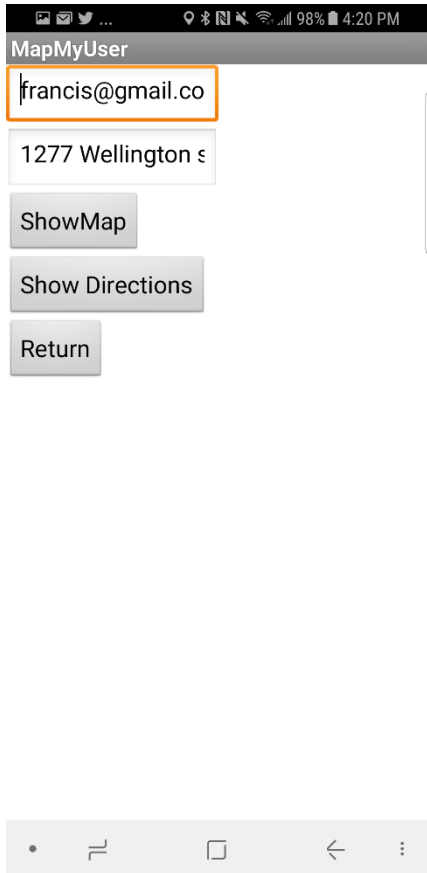 ... 98% 4:20 PM
MapMyUser
francis@gmail.co
1277 Wellington s
ShowMap
Show Directions
Return